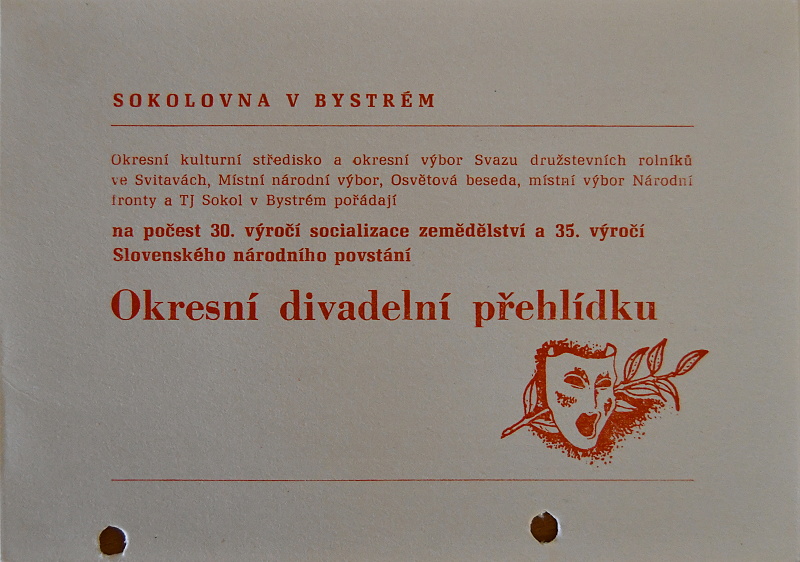 SOKOLOVNA V BYSTRÉM
Okresní kulturní středisko a okresní výbor Svazu družstevních rolníků
ve Svitavách, Místní národní výbor, Osvětová beseda, místní výbor Národní
fronty a TJ Sokol v Bystrém pořádají
na počest 30. výročí socializace zemědělství a 35. výročí
Slovenského národního povstání
Okresní divadelní přehlídku